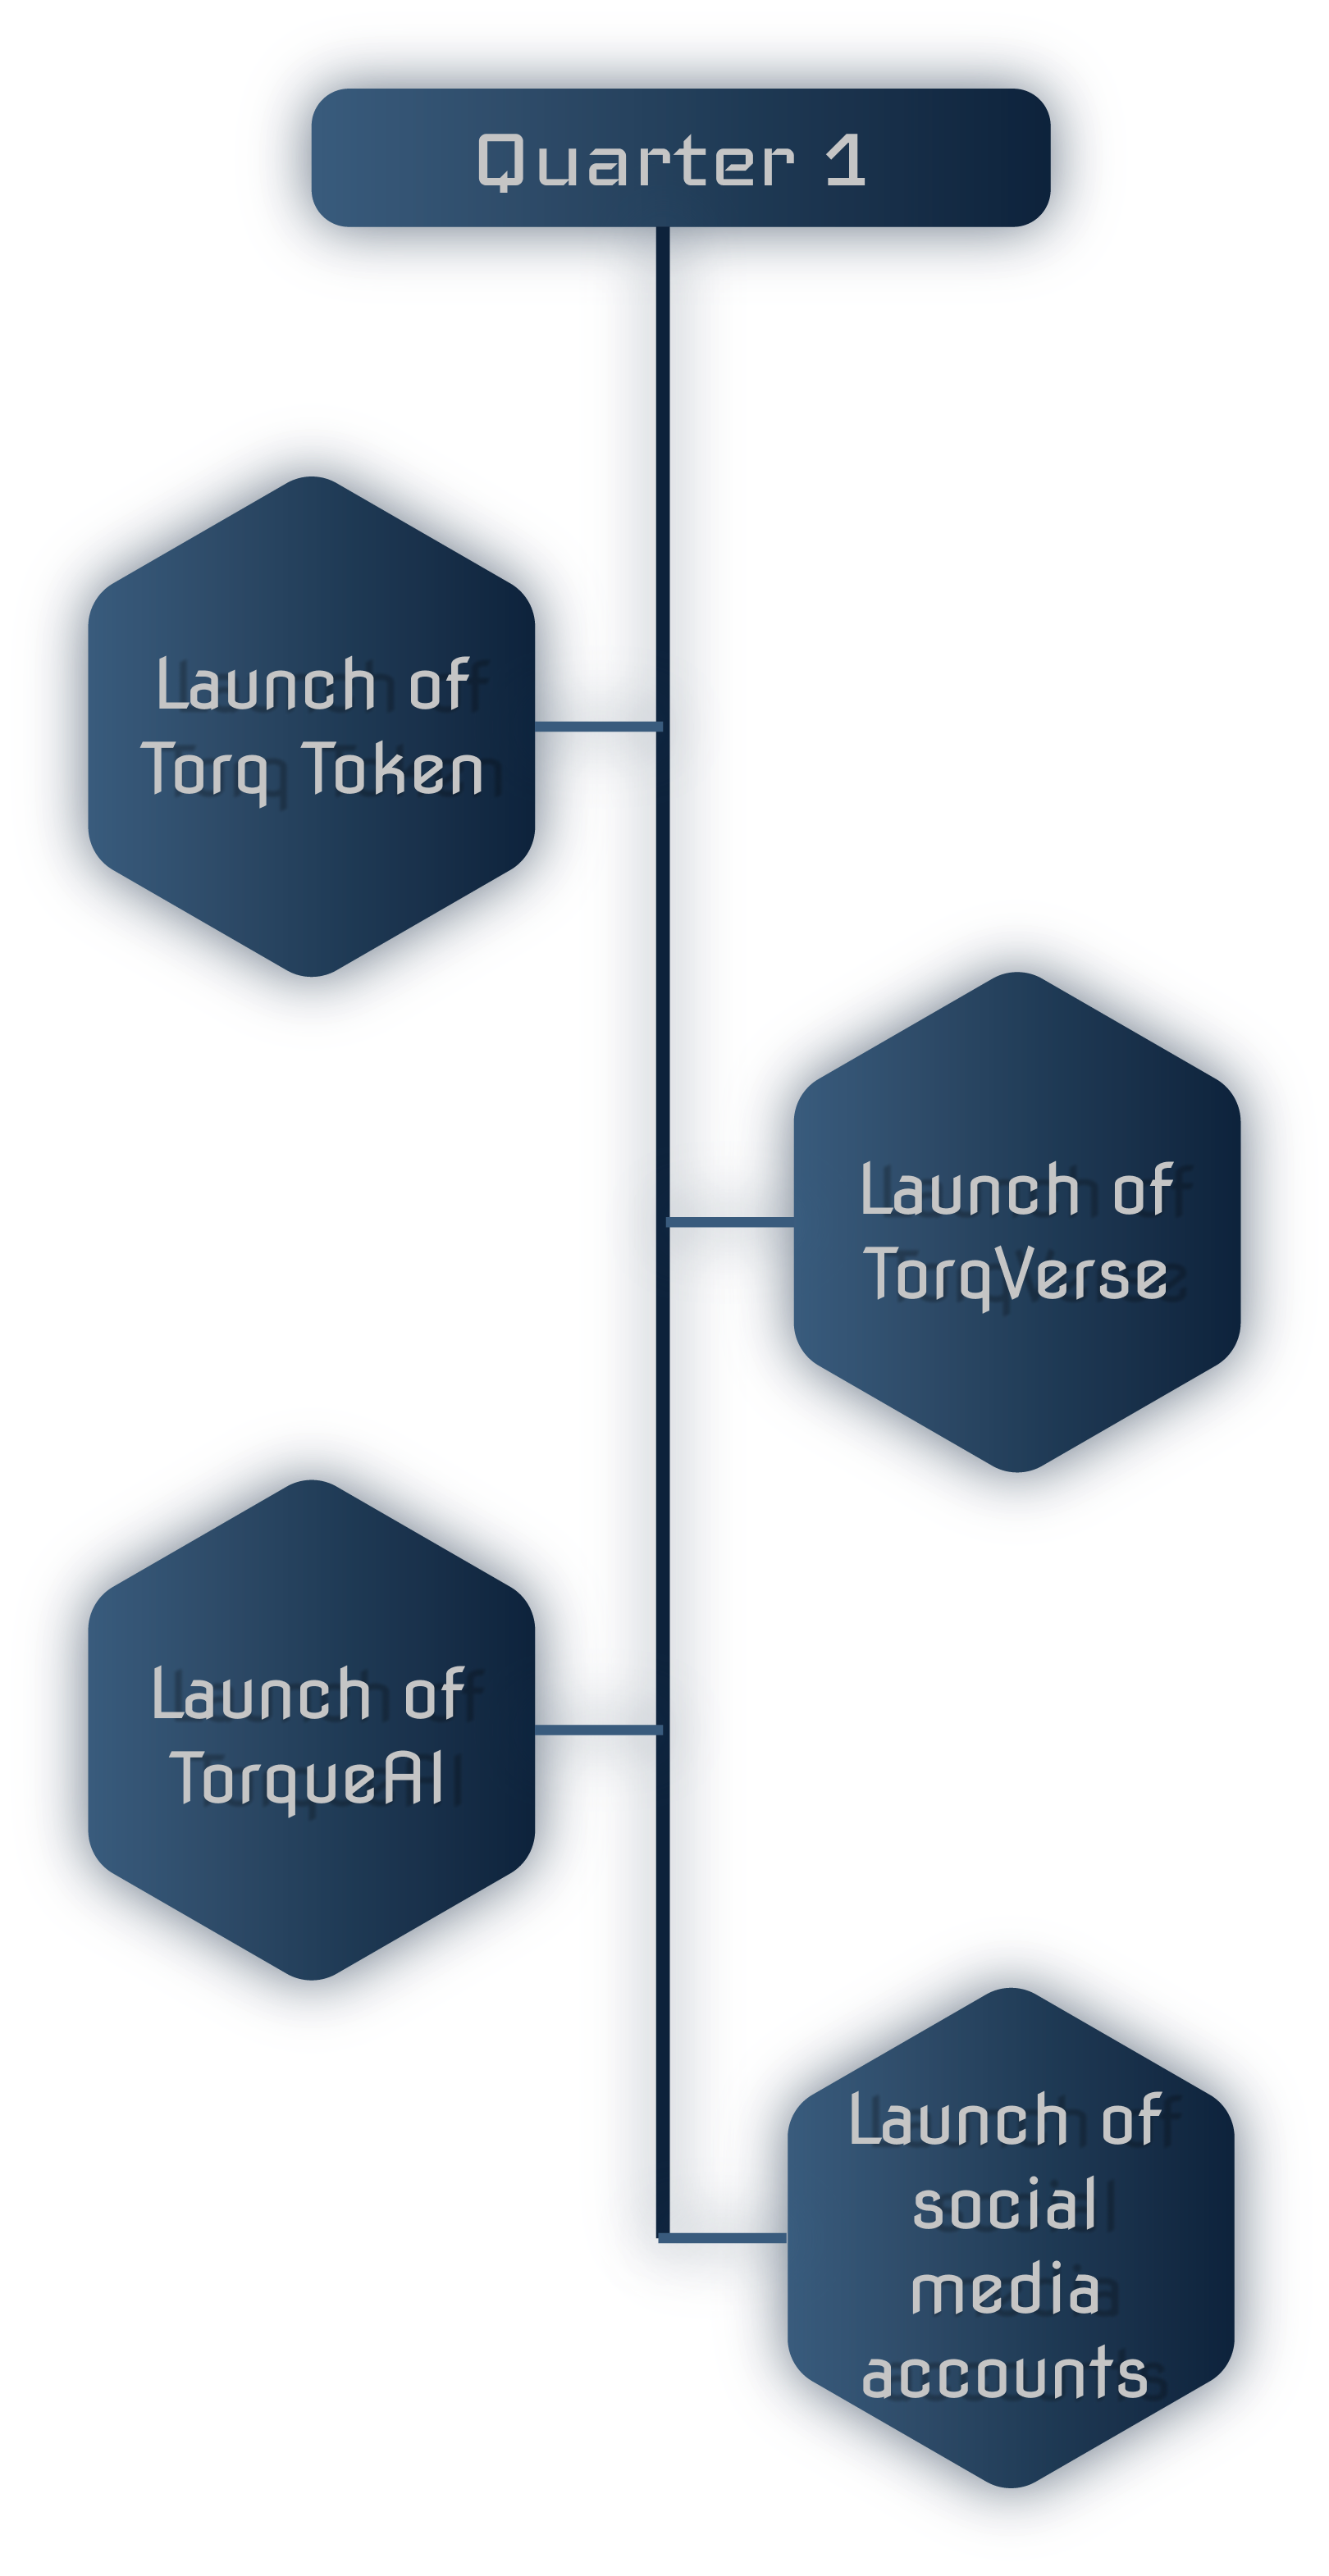 Quarter 1
Launch of
Torq Token
Launch of
TorqVerse
Launch of
TorqueAI
Launch of
social
media
accounts